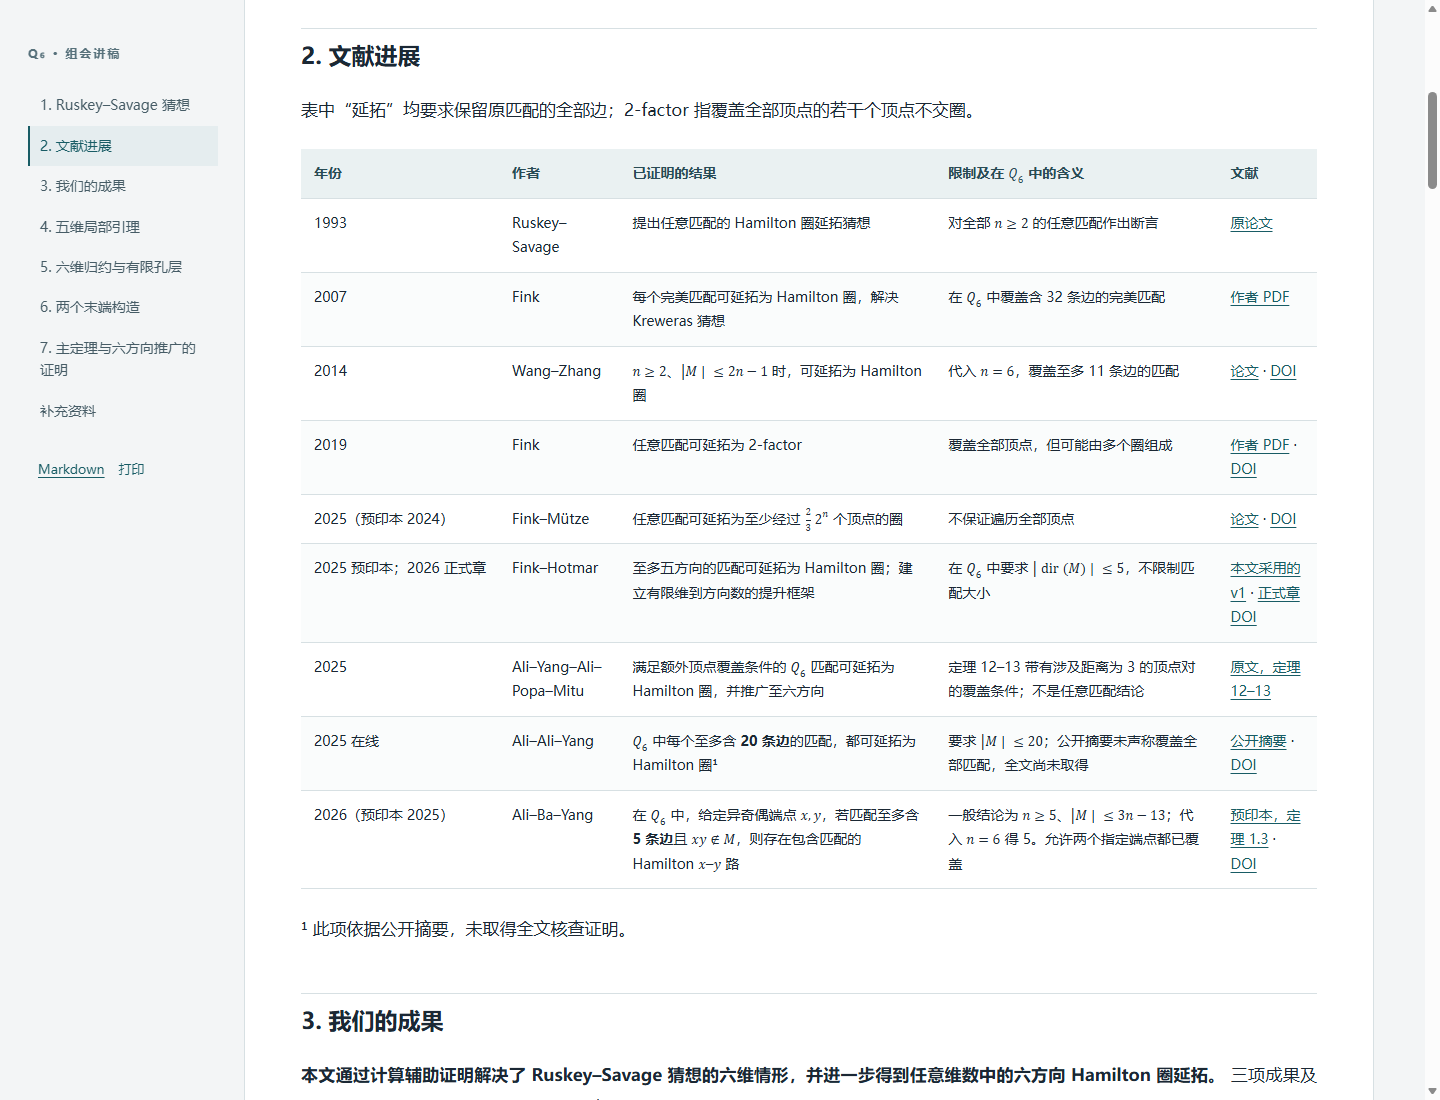 Q₆ · 组会讲稿
1. Ruskey–Savage 猜想
2. 文献进展
3. 我们的成果
4. 五维局部引理
5. 六维归约与有限孔层
6. 两个末端构造
7. 主定理与六方向推广的
证明
补充资料
Markdown 打印
2. 文献进展
表中“延拓”均要求保留原匹配的全部边；2-factor 指覆盖全部顶点的若干个顶点不交圈。
年份 作者 已证明的结果 限制及在 Q₆ 中的含义 文献
1993 Ruskey– 提出任意匹配的 Hamilton 圈延拓猜想 对全部 n ≥ 2 的任意匹配作出断言 原论文
Savage
2007 Fink 每个完美匹配可延拓为 Hamilton 圈，解决 在 Q₆ 中覆盖含 32 条边的完美匹配 作者 PDF
Kreweras 猜想
2014 Wang–Zhang n ≥ 2、|M| ≤ 2n − 1 时，可延拓为 Hamilton 代入 n = 6，覆盖至多 11 条边的匹配 论文 · DOI
圈
2019 Fink 任意匹配可延拓为 2-factor 覆盖全部顶点，但可能由多个圈组成 作者 PDF ·
DOI
2025（预印本 2024） Fink–Mütze 任意匹配可延拓为至少经过 2/3 2ⁿ 个顶点的圈 不保证遍历全部顶点 论文 · DOI
2025 预印本；2026 正式章 Fink–Hotmar 至多五方向的匹配可延拓为 Hamilton 圈；建 在 Q₆ 中要求 | dir (M)| ≤ 5，不限制匹 本文采用的
立有限维到方向数的提升框架 配大小 v1 · 正式章
DOI
2025 Ali–Yang–Ali– 满足额外顶点覆盖条件的 Q₆ 匹配可延拓为 定理 12–13 带有涉及距离为 3 的顶点对 原文，定理
Popa–Mitu Hamilton 圈，并推广至六方向 的覆盖条件；不是任意匹配结论 12–13
2025 在线 Ali–Ali–Yang Q₆ 中每个至多含 20 条边的匹配，都可延拓为 要求 |M| ≤ 20；公开摘要未声称覆盖全 公开摘要 ·
Hamilton 圈¹ 部匹配，全文尚未取得 DOI
2026（预印本 2025） Ali–Ba–Yang 在 Q₆ 中，给定异奇偶端点 x, y，若匹配至多含 一般结论为 n ≥ 5、|M| ≤ 3n − 13；代 预印本，定
5 条边且 xy ∉ M，则存在包含匹配的 入 n = 6 得 5。允许两个指定端点都已覆 理 1.3 ·
Hamilton x–y 路 盖 DOI
¹ 此项依据公开摘要，未取得全文核查证明。
3. 我们的成果
本文通过计算辅助证明解决了 Ruskey–Savage 猜想的六维情形，并进一步得到任意维数中的六方向 Hamilton 圈延拓。 三项成果及